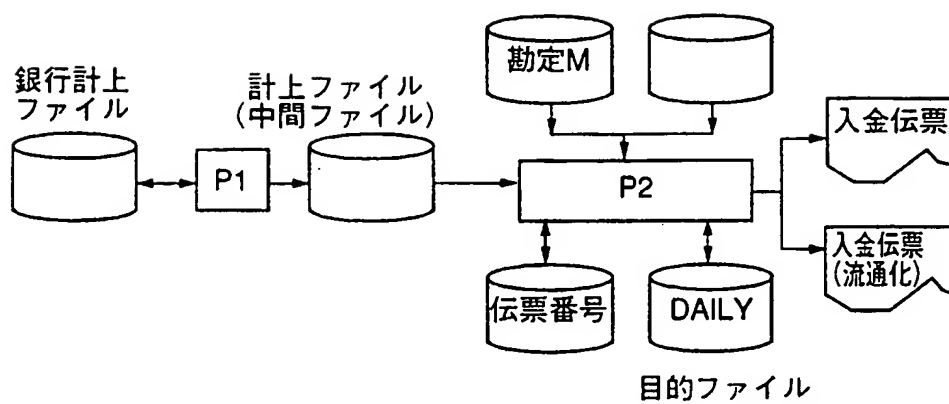 銀行計上
ファイル
P1
計上ファイル
(中間ファイル)
勘定M
P2
伝票番号
DAILY
目的ファイル
入金伝票
入金伝票
(流通化)